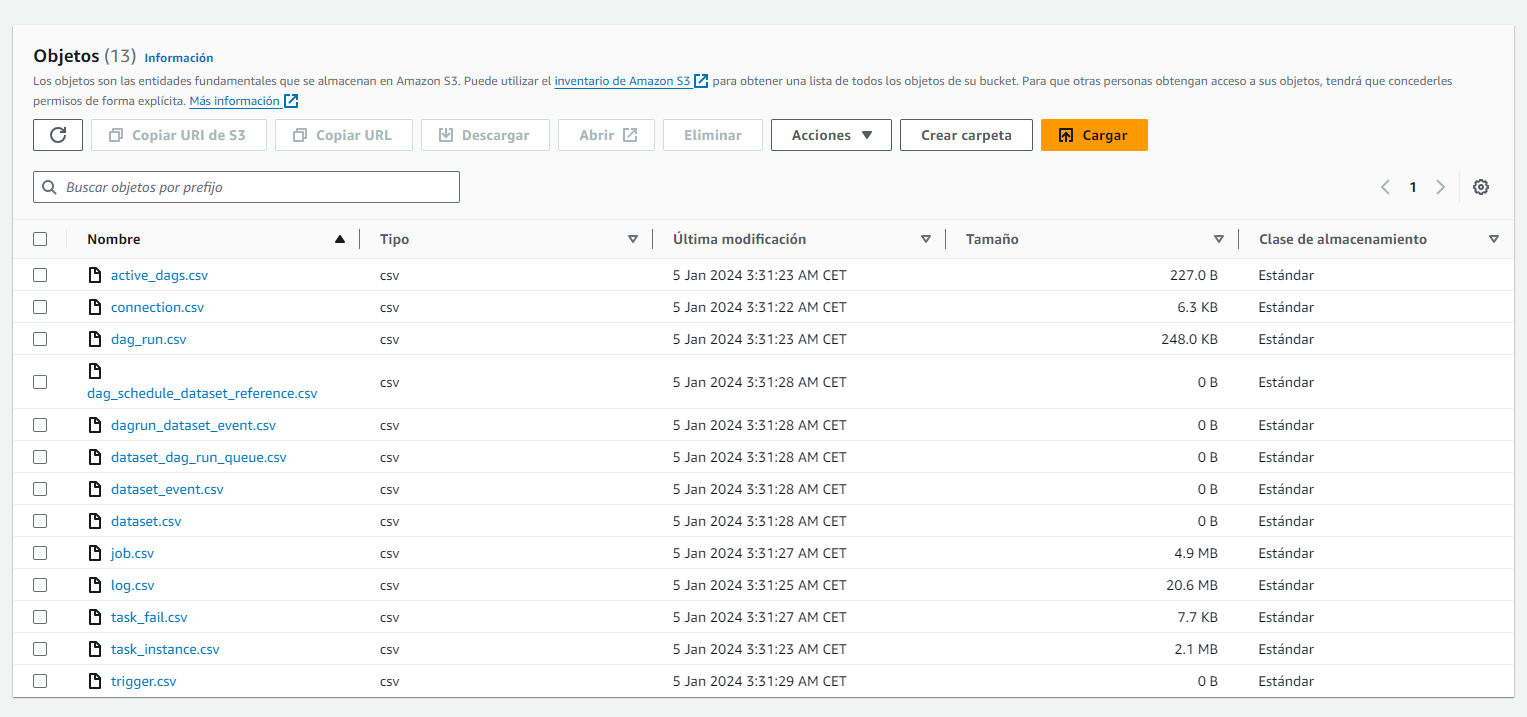 Objetos (13) Información
Los objetos son las entidades fundamentales que se almacenan en Amazon S3. Puede utilizar el inventario de Amazon S3 para obtener una lista de todos los objetos de su bucket. Para que otras personas obtengan acceso a sus objetos, tendrá que concederles
permisos de forma explícita. Más información
Copiar URI de S3 Copiar URL Descargar Abrir Eliminar Acciones Crear carpeta Cargar
Buscar objetos por prefijo 1
Nombre Tipo Última modificación Tamaño Clase de almacenamiento
active_dags.csv csv 5 Jan 2024 3:31:23 AM CET 227.0 B Estándar
connection.csv csv 5 Jan 2024 3:31:22 AM CET 6.3 KB Estándar
dag_run.csv csv 5 Jan 2024 3:31:23 AM CET 248.0 KB Estándar
dag_schedule_dataset_reference.csv csv 5 Jan 2024 3:31:28 AM CET 0 B Estándar
dagrun_dataset_event.csv csv 5 Jan 2024 3:31:28 AM CET 0 B Estándar
dataset_dag_run_queue.csv csv 5 Jan 2024 3:31:28 AM CET 0 B Estándar
dataset_event.csv csv 5 Jan 2024 3:31:28 AM CET 0 B Estándar
dataset.csv csv 5 Jan 2024 3:31:28 AM CET 0 B Estándar
job.csv csv 5 Jan 2024 3:31:27 AM CET 4.9 MB Estándar
log.csv csv 5 Jan 2024 3:31:25 AM CET 20.6 MB Estándar
task_fail.csv csv 5 Jan 2024 3:31:27 AM CET 7.7 KB Estándar
task_instance.csv csv 5 Jan 2024 3:31:23 AM CET 2.1 MB Estándar
trigger.csv csv 5 Jan 2024 3:31:29 AM CET 0 B Estándar